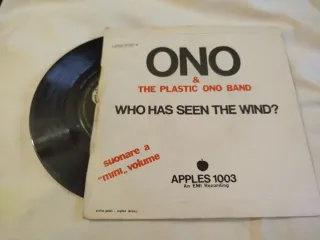 ONO
&
THE PLASTIC ONO BAND
WHO HAS SEEN THE WIND?
suonare a
"mini" volume
APPLES 1003
An EMI Recording